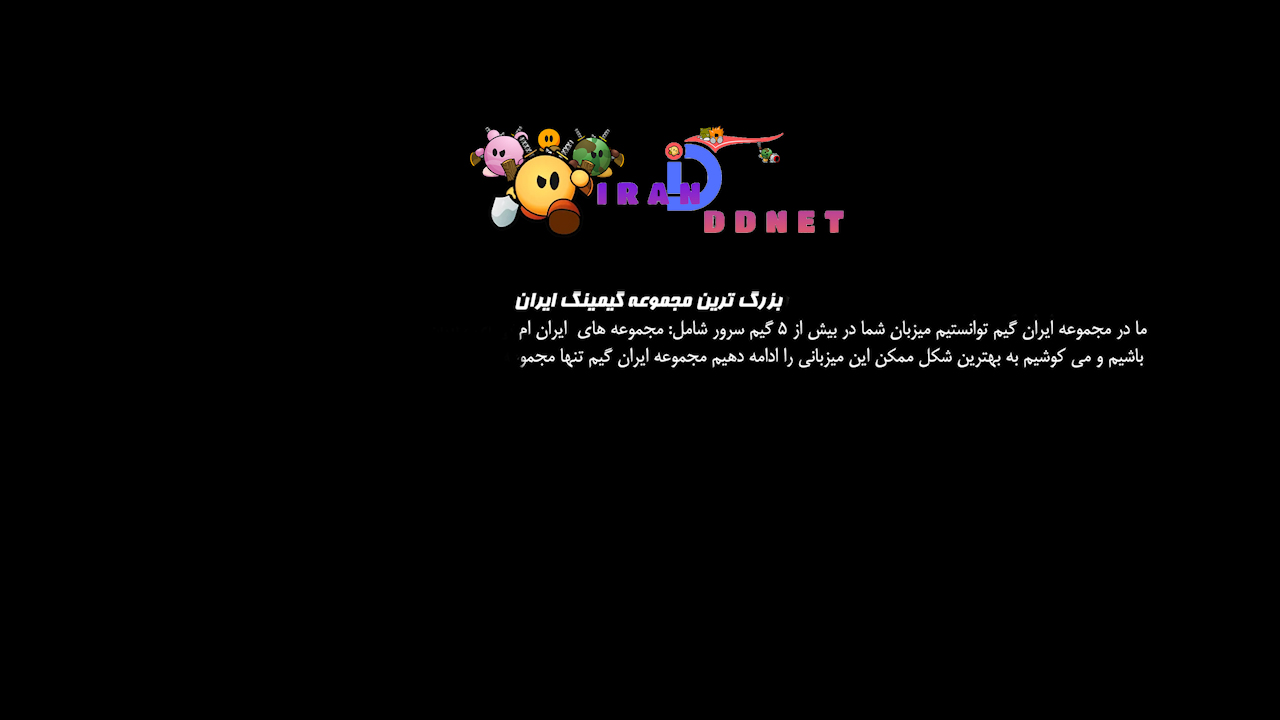 IRAN
DDNET
بزرگ ترین مجموعه گیمینگ ایران
ما در مجموعه ایران گیم توانستیم میزبان شما در بیش از ۵ گیم سرور شامل: مجموعه های ایران ام
باشیم و می کوشیم به بهترین شکل ممکن این میزبانی را ادامه دهیم مجموعه ایران گیم تنها مجمو